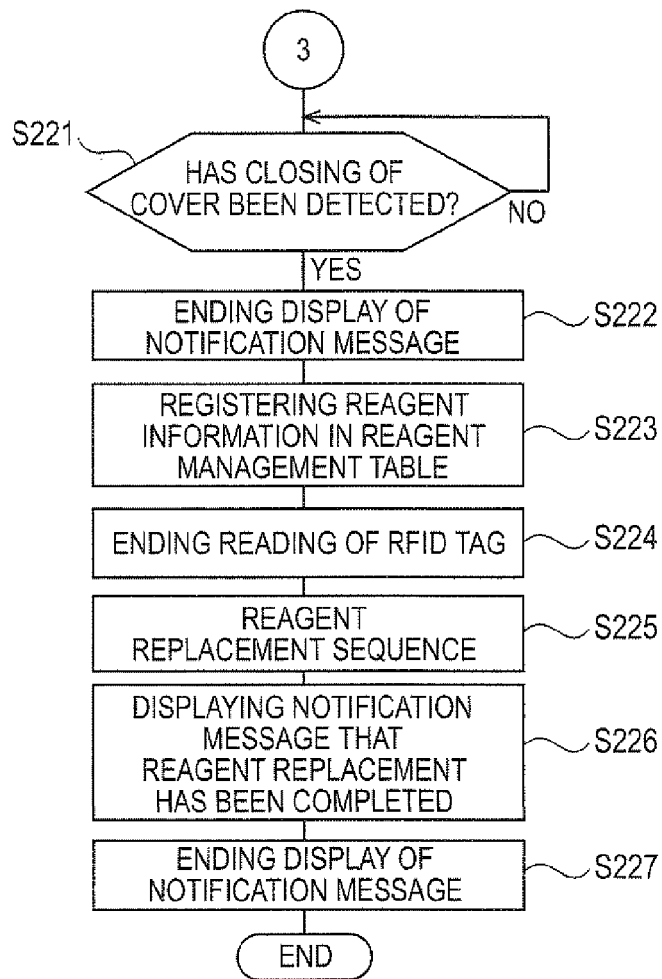 3
S221
HAS CLOSING OF
COVER BEEN DETECTED?
NO
YES
ENDING DISPLAY OF
NOTIFICATION MESSAGE
S222
REGISTERING REAGENT
INFORMATION IN REAGENT
MANAGEMENT TABLE
S223
ENDING READING OF RFID TAG
S224
REAGENT
REPLACEMENT SEQUENCE
S225
DISPLAYING NOTIFICATION
MESSAGE THAT
REAGENT REPLACEMENT
HAS BEEN COMPLETED
S226
ENDING DISPLAY OF
NOTIFICATION MESSAGE
S227
END